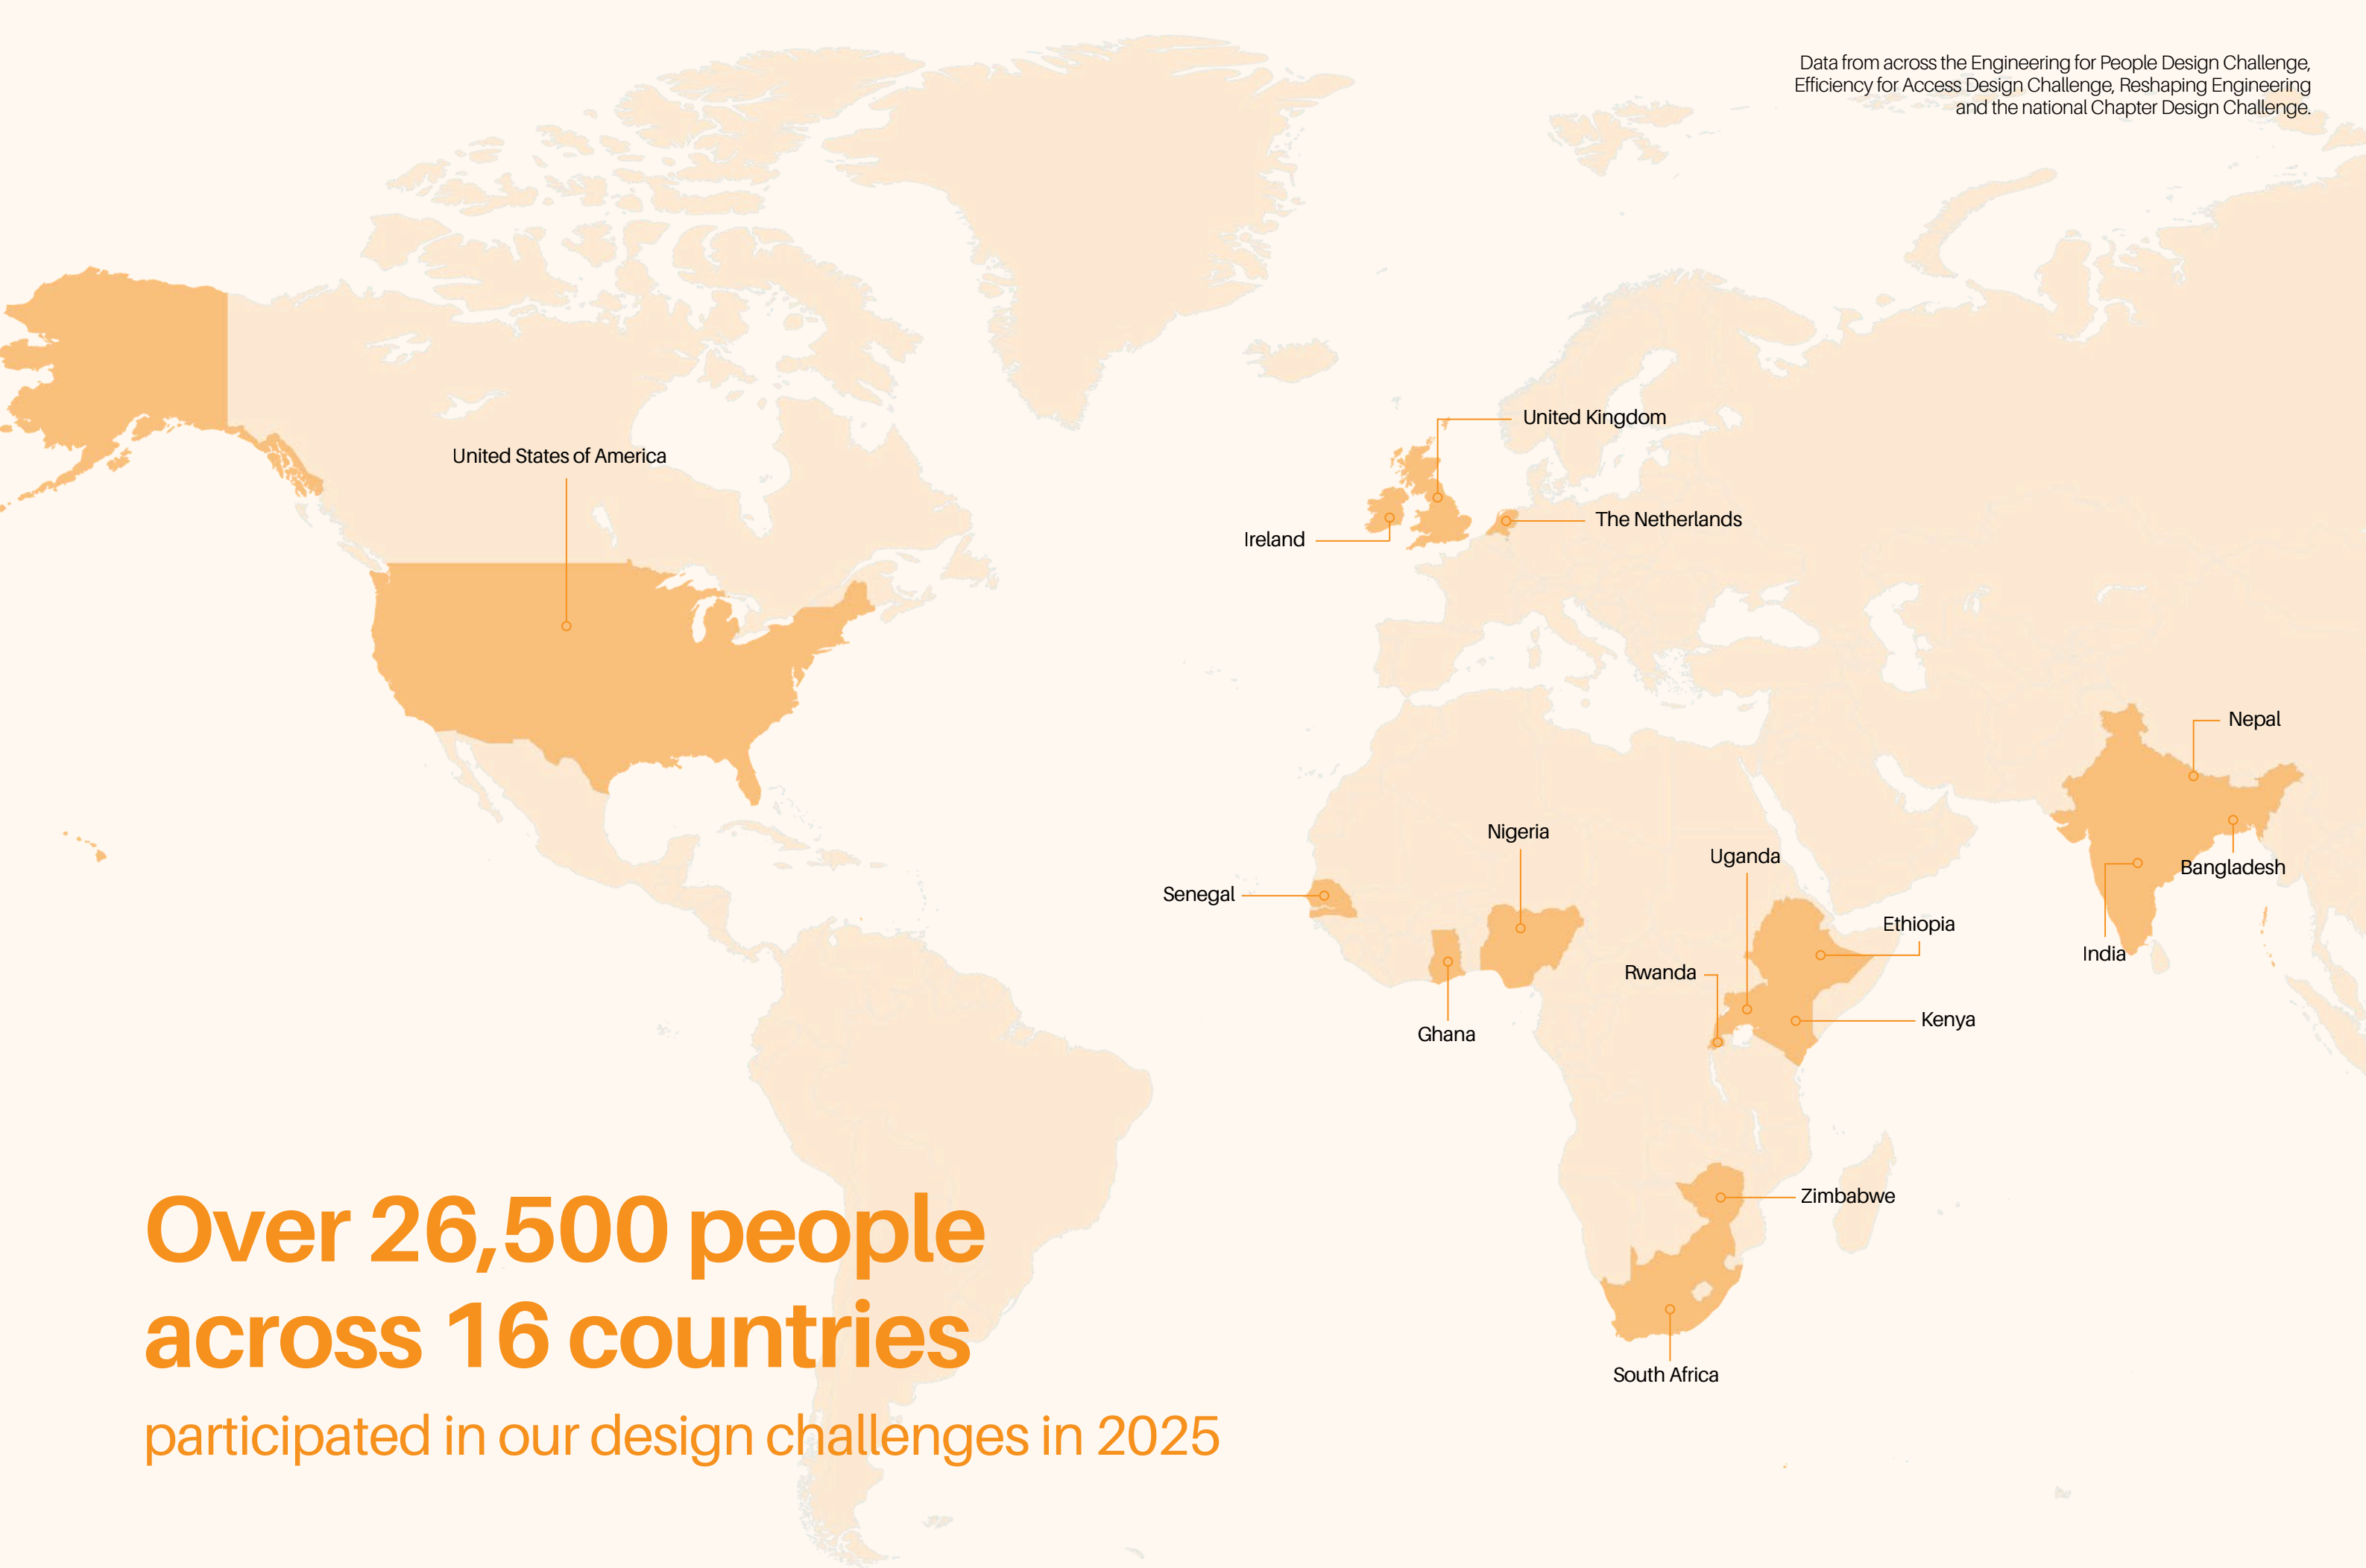 Data from across the Engineering for People Design Challenge,
Efficiency for Access Design Challenge, Reshaping Engineering
and the national Chapter Design Challenge.
United Kingdom
United States of America
The Netherlands
Ireland
Nepal
Nigeria
Uganda
Bangladesh
Senegal
Ethiopia
India
Rwanda
Kenya
Ghana
Zimbabwe
South Africa
Over 26,500 people
across 16 countries
participated in our design challenges in 2025